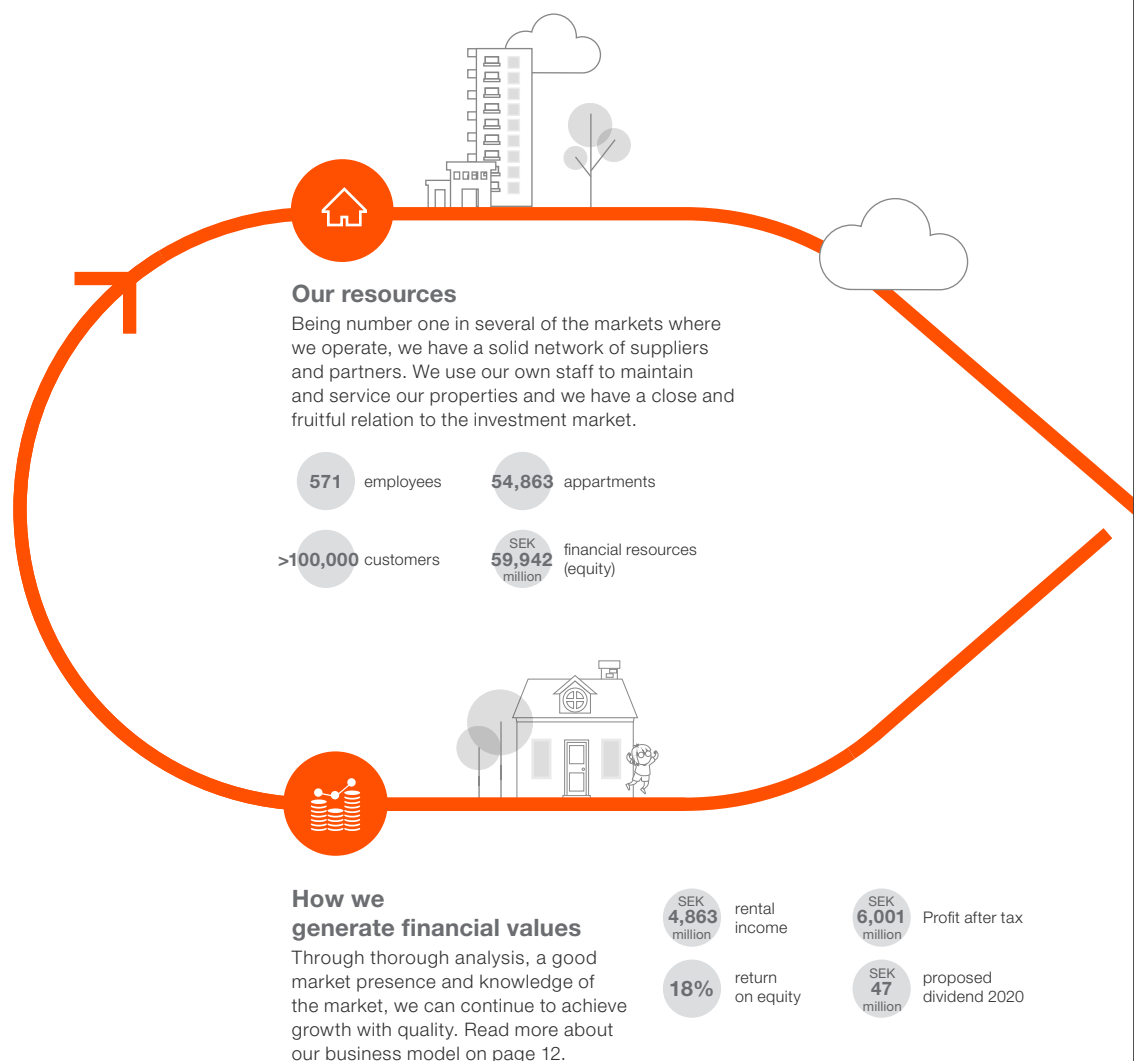 Our resources
Being number one in several of the markets where
we operate, we have a solid network of suppliers
and partners. We use our own staff to maintain
and service our properties and we have a close and
fruitful relation to the investment market.
571 employees
54,863 appartments
>100,000 customers
SEK
59,942
million
financial resources
(equity)
How we
generate financial values
Through thorough analysis, a good
market presence and knowledge of
the market, we can continue to achieve
growth with quality. Read more about
our business model on page 12.
SEK
4,863
million
rental
income
SEK
6,001
million
Profit after tax
18%
return
on equity
SEK
47
million
proposed
dividend 2020